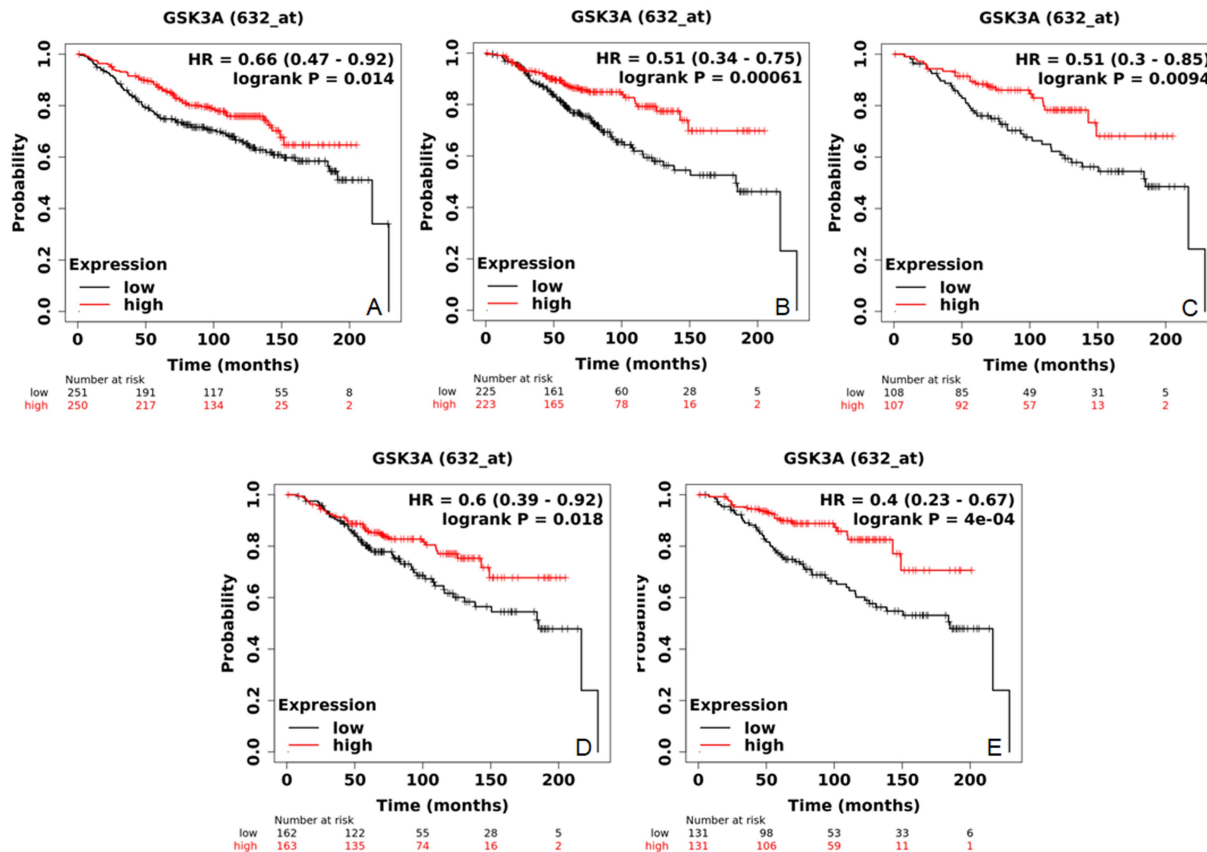 GSK3A (632_at)
HR = 0.66 (0.47 - 0.92)
logrank P = 0.014
Probability
1.0
0.8
0.6
0.4
0.2
0.0
Expression
low
high
A
0 50 100 150 200
Time (months)
Number at risk
low 251 191 117 55 8
high 250 217 134 25 2
GSK3A (632_at)
HR = 0.51 (0.34 - 0.75)
logrank P = 0.00061
Probability
1.0
0.8
0.6
0.4
0.2
0.0
Expression
low
high
B
0 50 100 150 200
Time (months)
Number at risk
low 225 161 60 28 5
high 223 165 78 16 2
GSK3A (632_at)
HR = 0.51 (0.3 - 0.85)
logrank P = 0.0094
Probability
1.0
0.8
0.6
0.4
0.2
0.0
Expression
low
high
C
0 50 100 150 200
Time (months)
Number at risk
low 108 85 49 31 5
high 107 92 57 13 2
GSK3A (632_at)
HR = 0.6 (0.39 - 0.92)
logrank P = 0.018
Probability
1.0
0.8
0.6
0.4
0.2
0.0
Expression
low
high
D
0 50 100 150 200
Time (months)
Number at risk
low 162 122 55 28 5
high 163 135 74 16 2
GSK3A (632_at)
HR = 0.4 (0.23 - 0.67)
logrank P = 4e-04
Probability
1.0
0.8
0.6
0.4
0.2
0.0
Expression
low
high
E
0 50 100 150 200
Time (months)
Number at risk
low 131 98 53 33 6
high 131 106 59 11 1